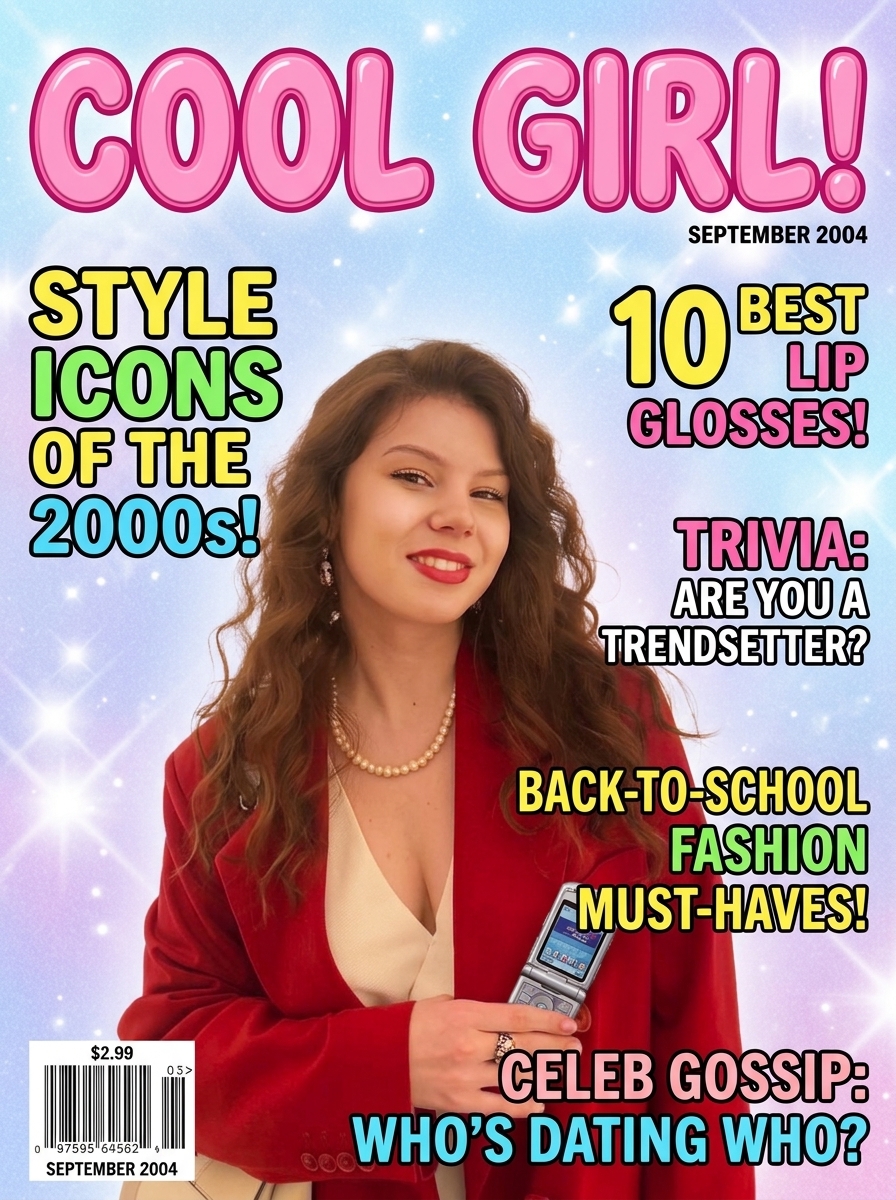 COOL GIRL!
SEPTEMBER 2004
STYLE
ICONS
OF THE
2000s!
10 BEST
LIP
GLOSSES!
TRIVIA:
ARE YOU A
TRENDSETTER?
BACK-TO-SCHOOL
FASHION
MUST-HAVES!
CELEB GOSSIP:
WHO'S DATING WHO?
$2.99
03>
0 97595 64562
SEPTEMBER 2004